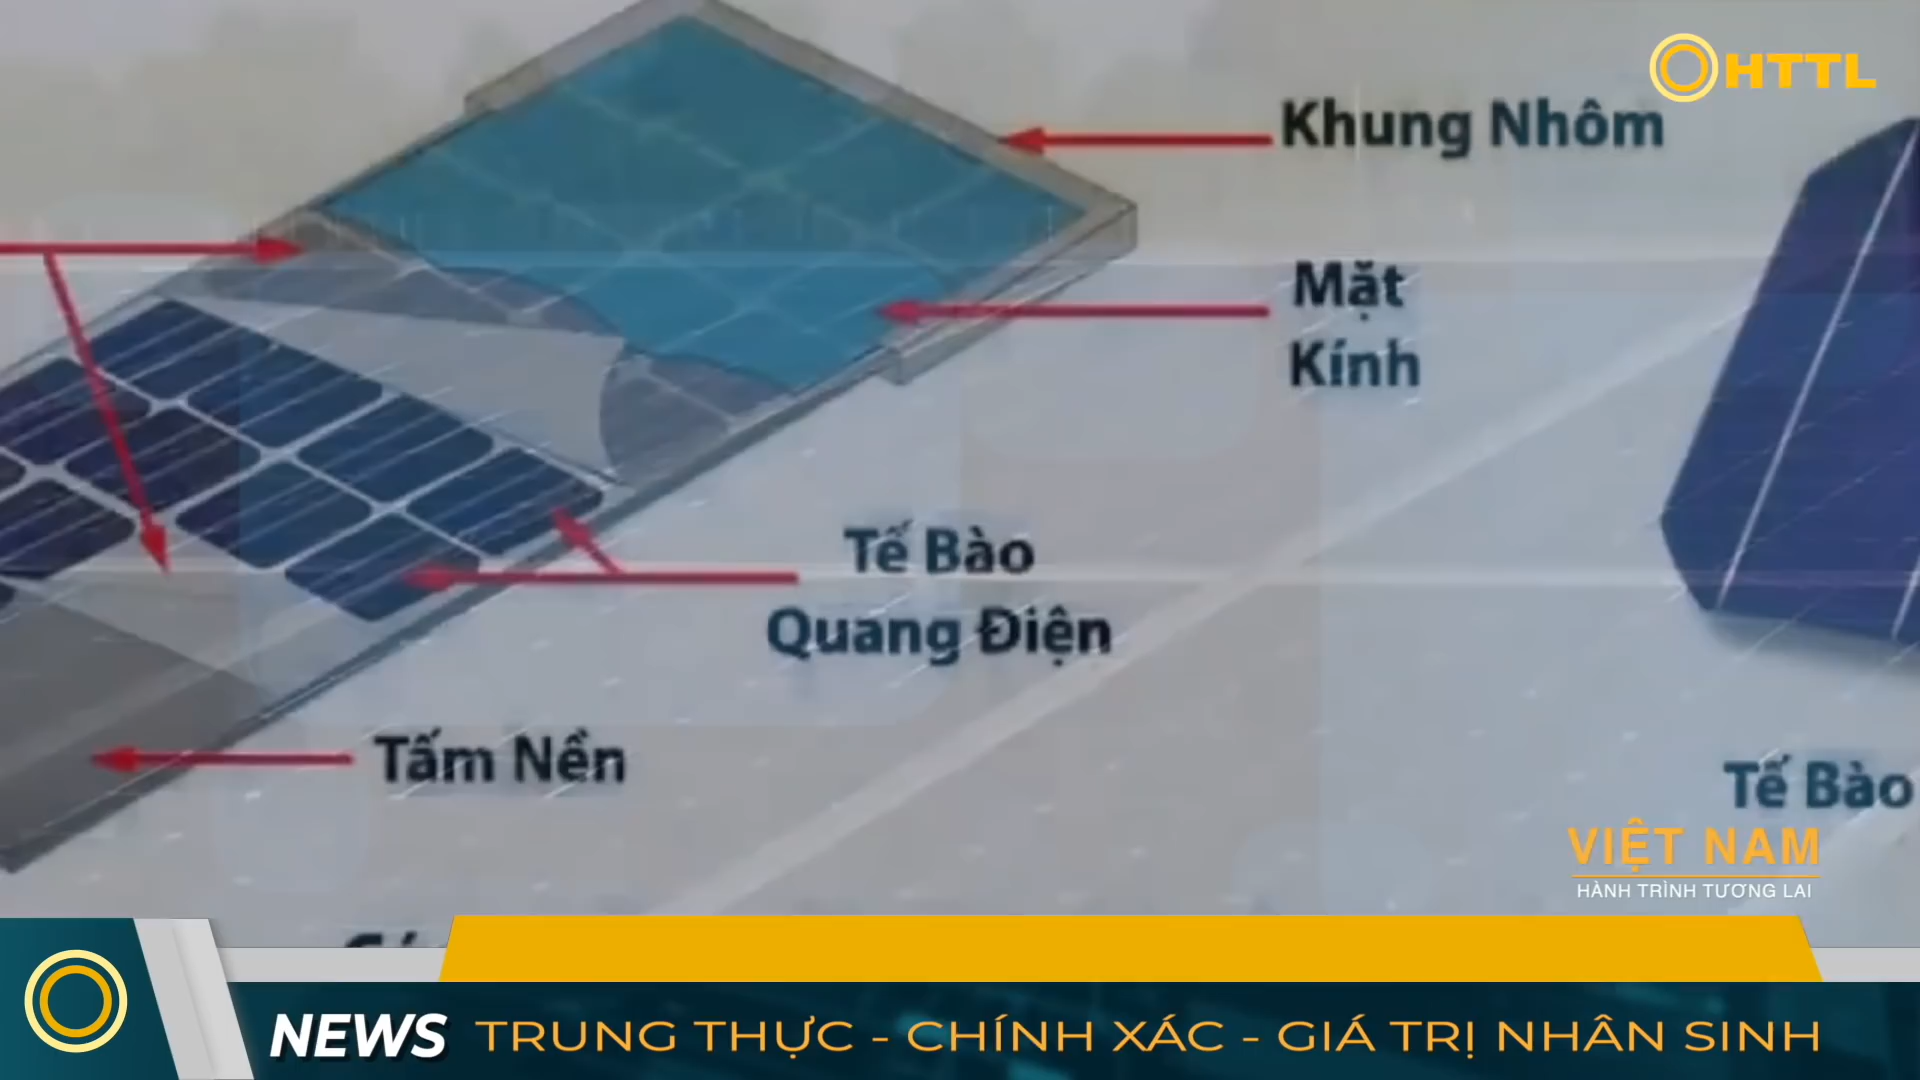 HTTL
Khung Nhôm
Mặt
Kính
Tế Bào
Quang Điện
Tấm Nền
Tế Bào
VIỆT NAM
HÀNH TRÌNH TƯƠNG LAI
NEWS
TRUNG THỰC - CHÍNH XÁC - GIÁ TRỊ NHÂN SINH